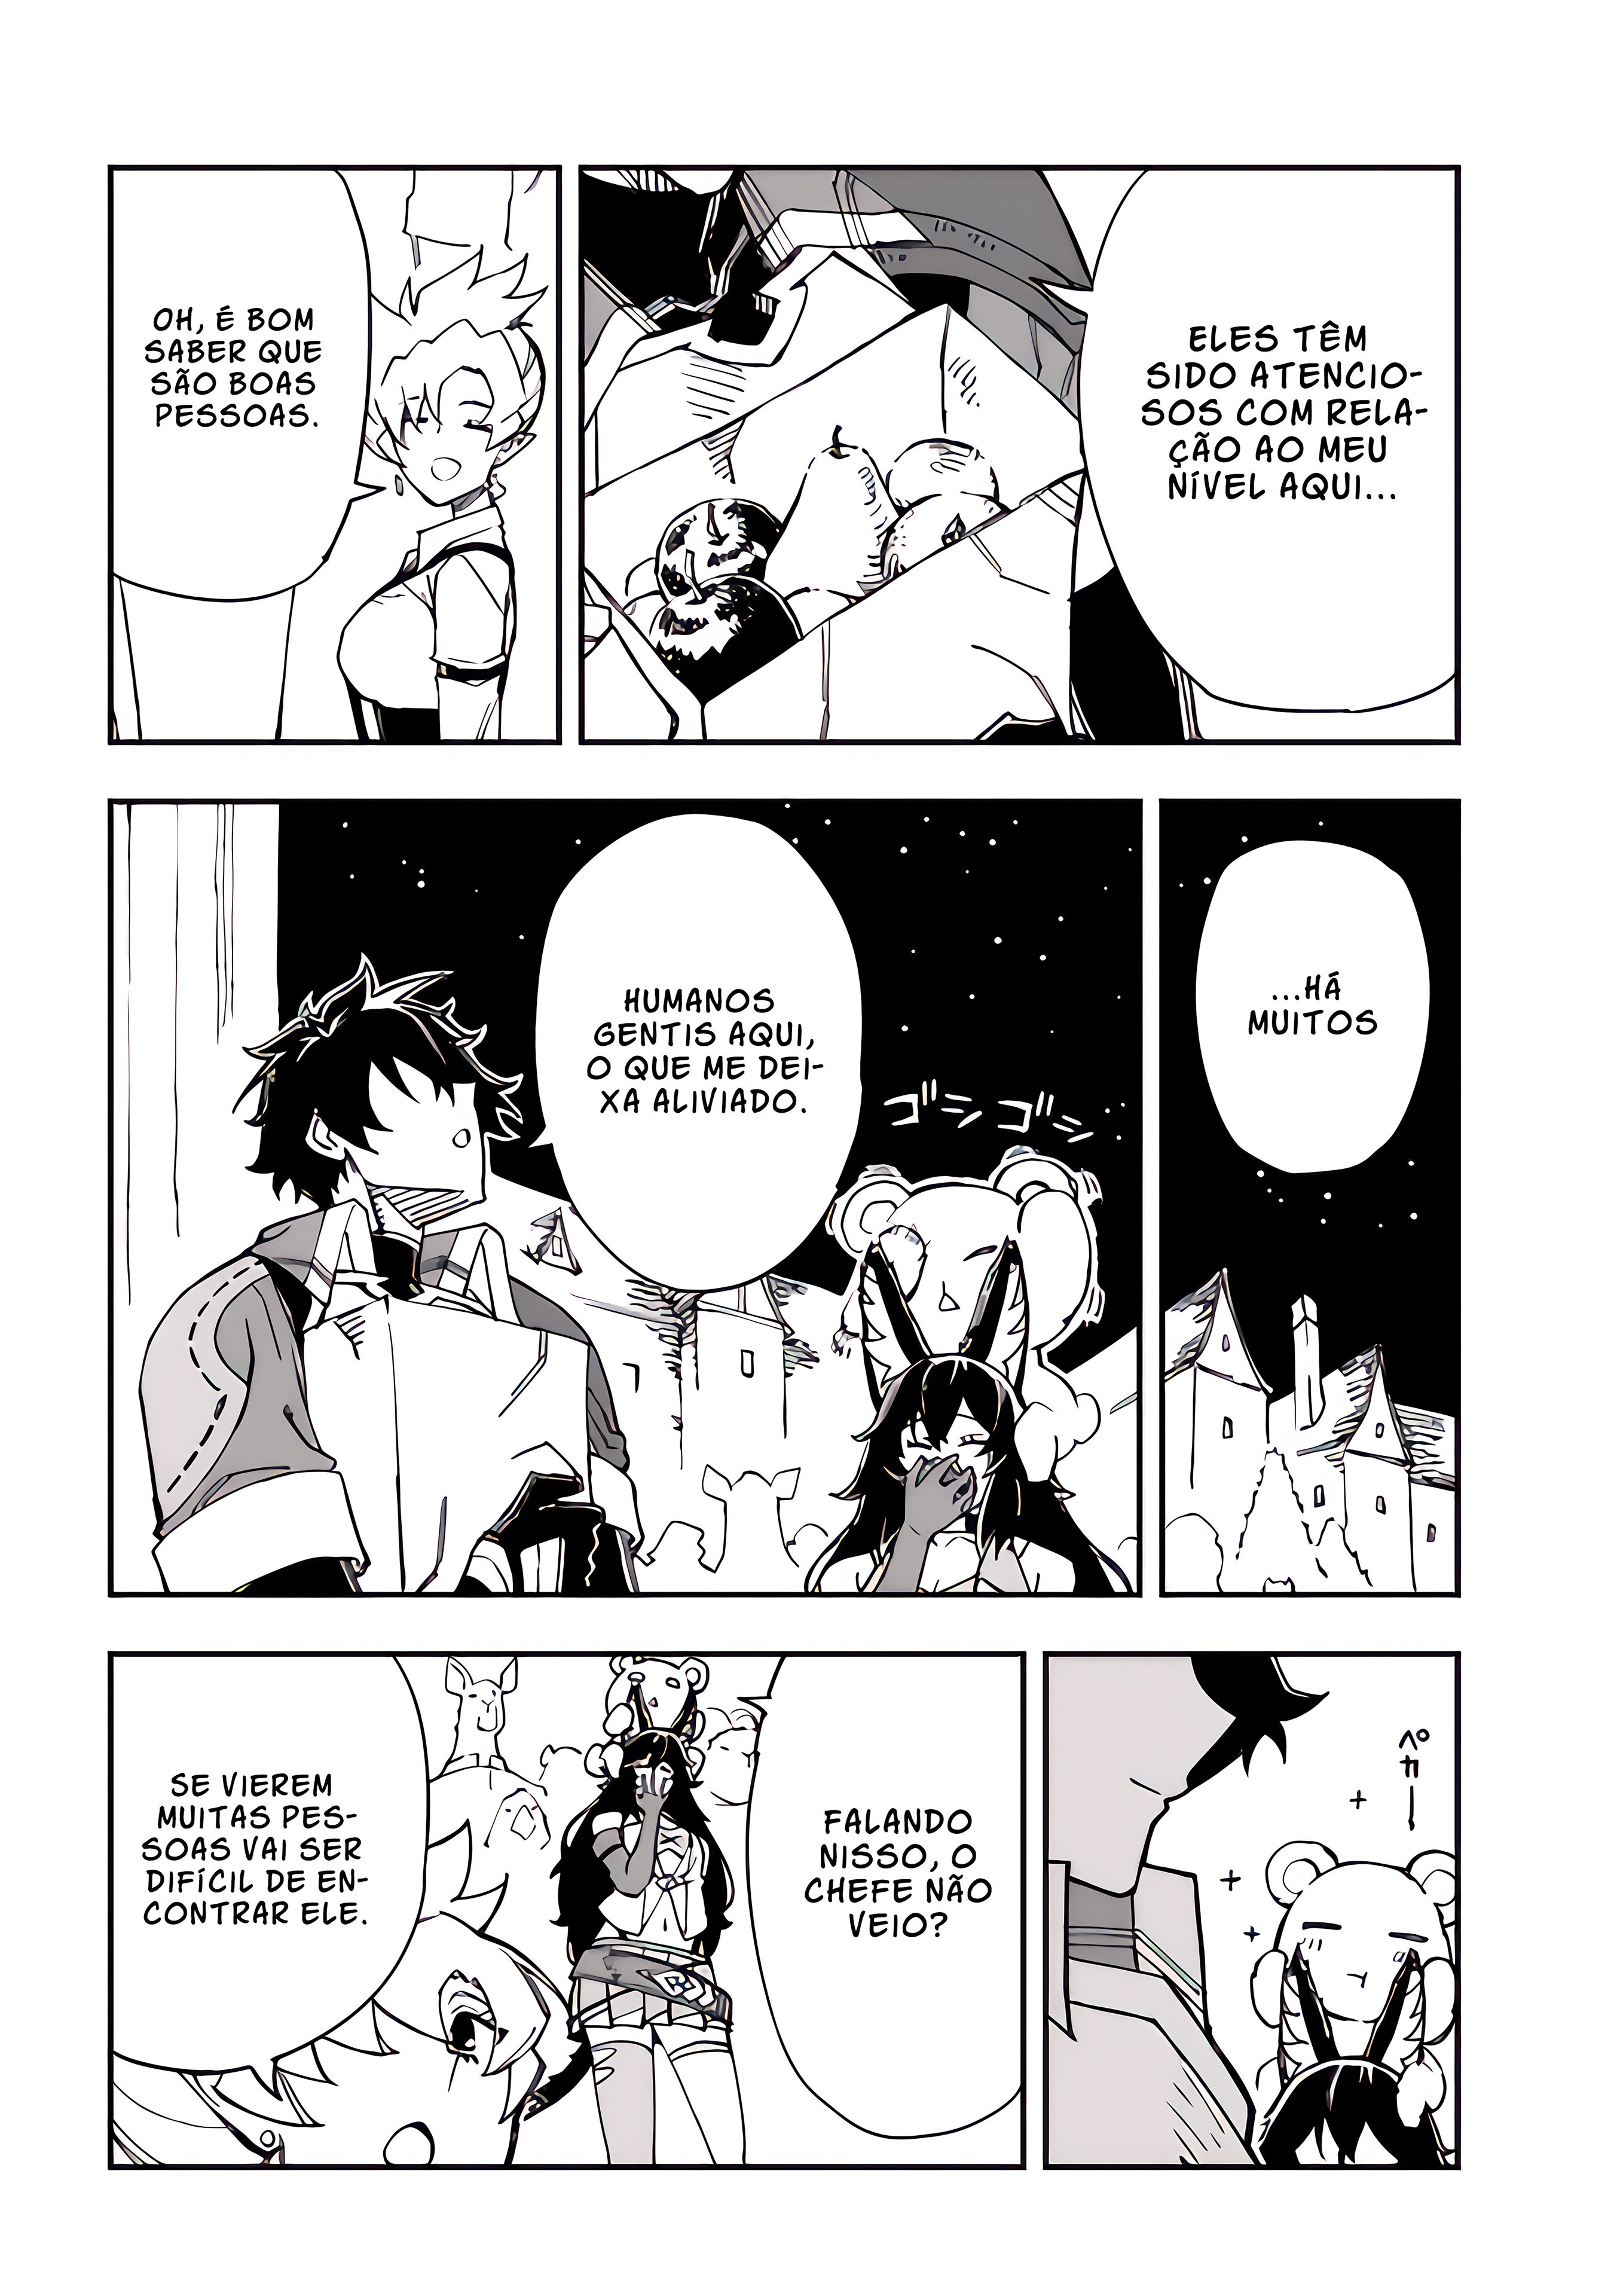 ELES TÊM
SIDO ATENCIO-
SOS COM RELA-
ÇÃO AO MEU
NÍVEL AQUI...
OH, É BOM
SABER QUE
SÃO BOAS
PESSOAS.
...HÁ
MUITOS
HUMANOS
GENTIS AQUI,
O QUE ME DEI-
XA ALIVIADO.
ゴシゴシ
ペカー
FALANDO
NISSO, O
CHEFE NÃO
VEIO?
SE VIEREM
MUITAS PES-
SOAS VAI SER
DIFÍCIL DE EN-
CONTRAR ELE.